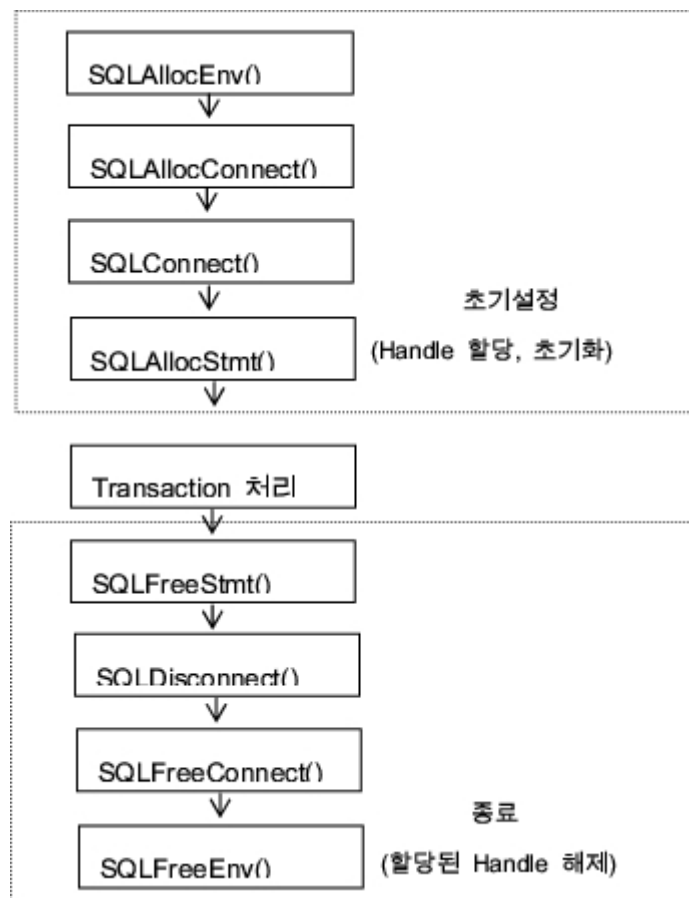 SQLAllocEnv()
SQLAllocConnect()
SQLConnect()
초기설정
SQLAllocStmt()
(Handle 할당, 초기화)
Transaction 처리
SQLFreeStmt()
SQLDisconnect()
SQLFreeConnect()
종료
SQLFreeEnv()
(할당된 Handle 해제)